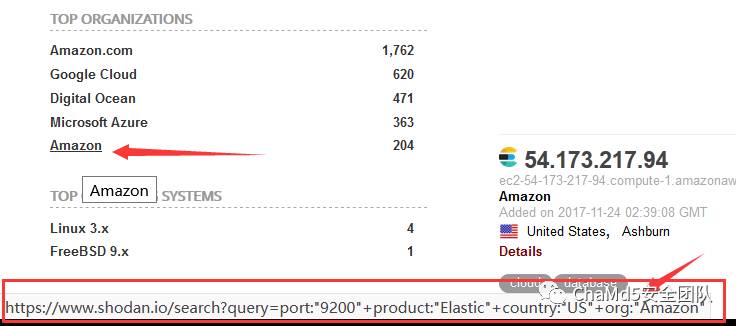 TOP ORGANIZATIONS
Amazon.com 1,762
Google Cloud 620
Digital Ocean 471
Microsoft Azure 363
Amazon 204
Amazon
TOP SYSTEMS
Linux 3.x 4
FreeBSD 9.x 1
54.173.217.94
ec2-54-173-217-94.compute-1.amazonaw
Amazon
Added on 2017-11-24 02:39:08 GMT
United States, Ashburn
Details
cloud database
ChaMd5安全团队
https://www.shodan.io/search?query=port:"9200"+product:"Elastic"+country:"US"+org:"Amazon"